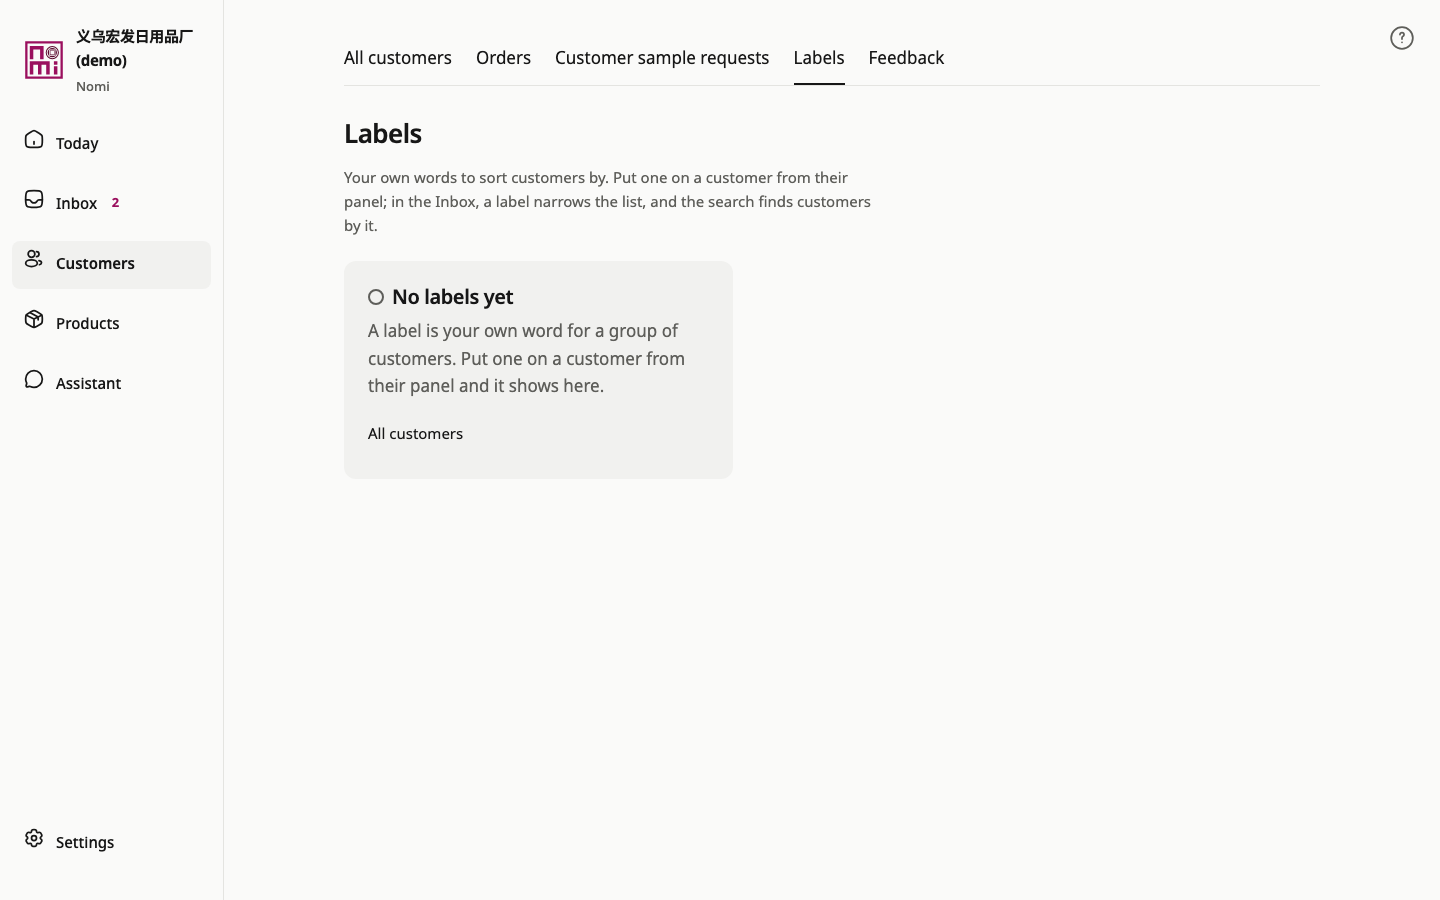 nomi
义乌宏发日用品厂
(demo)
Nomi
Today
Inbox 2
Customers
Products
Assistant
Settings
All customers Orders Customer sample requests Labels Feedback
?
Labels
Your own words to sort customers by. Put one on a customer from their
panel; in the Inbox, a label narrows the list, and the search finds customers
by it.
No labels yet
A label is your own word for a group of
customers. Put one on a customer from
their panel and it shows here.
All customers